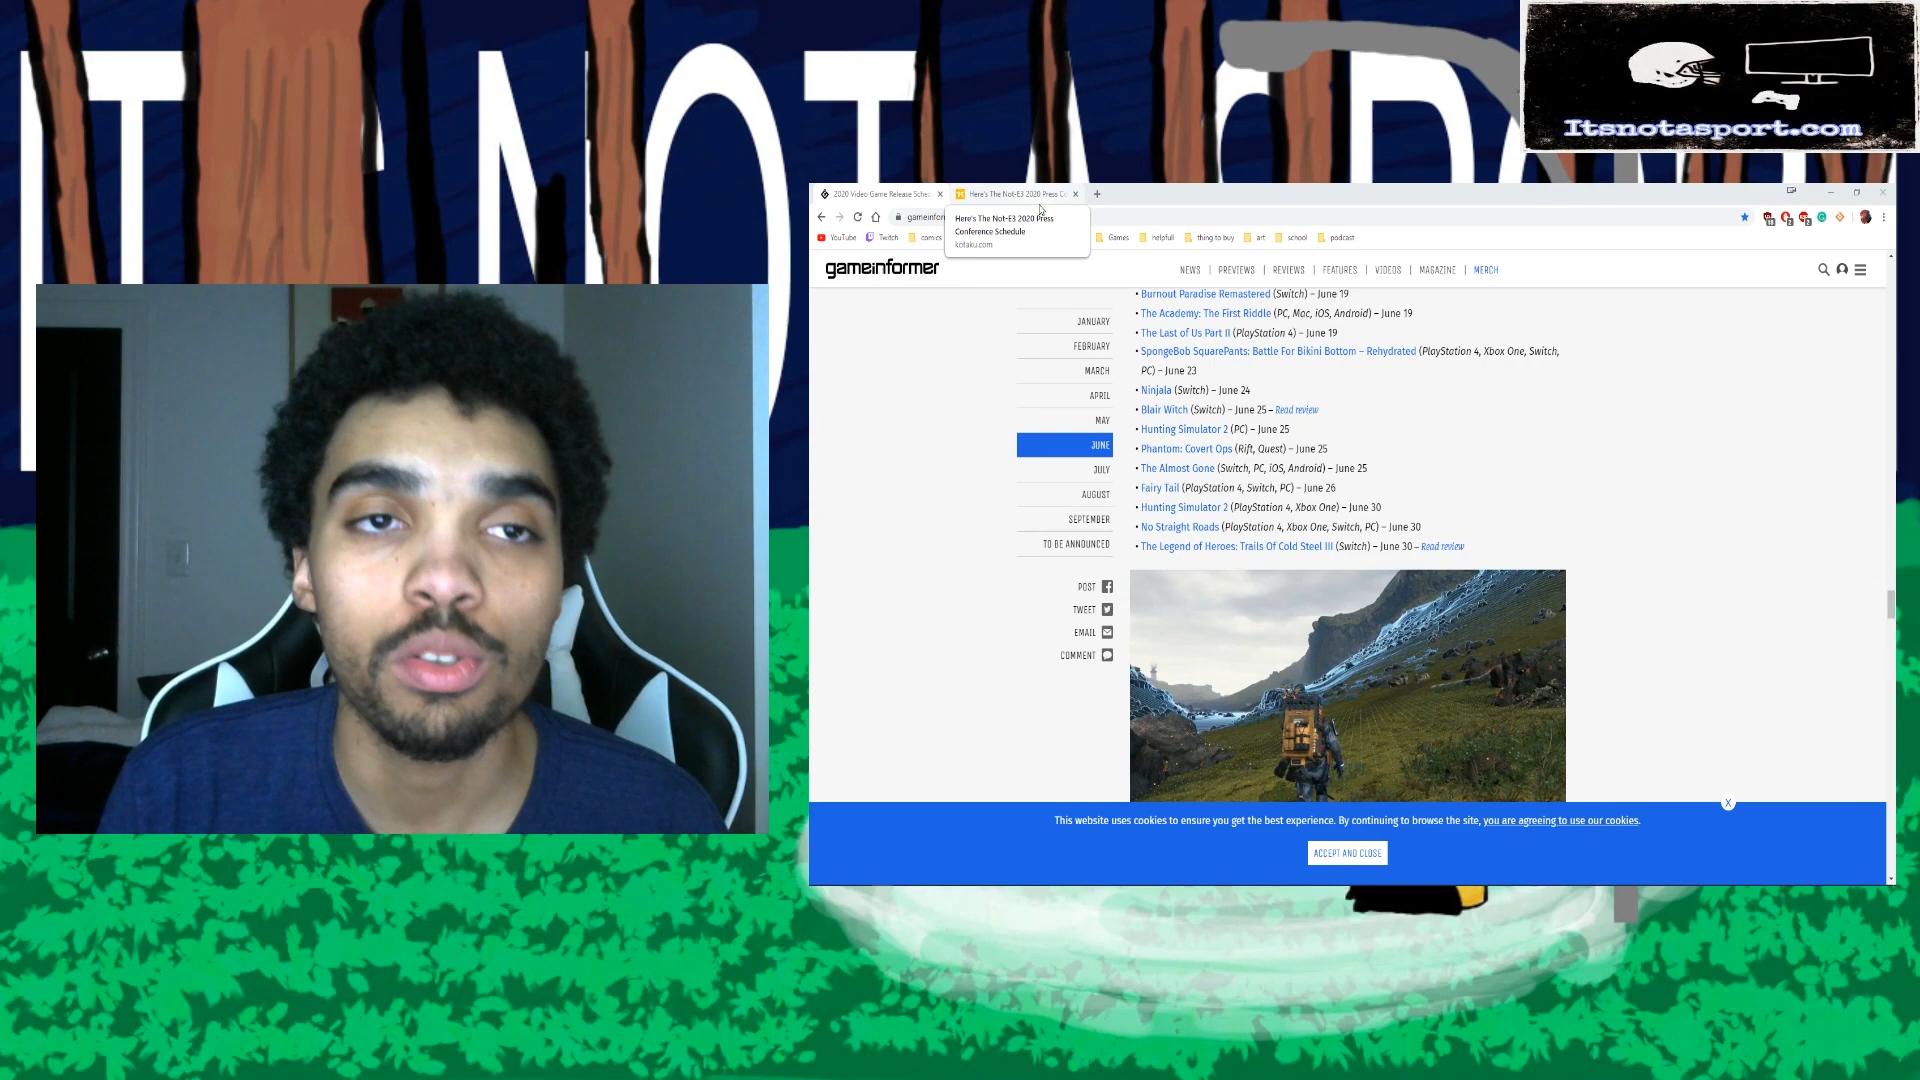 IT NOT A
Itsnotasport.com
2020 Video Game Release Sche
Here's The Not-E3 2020 Press Co
gameinfor
Here's The Not-E3 2020 Press
Conference Schedule
kotaku.com
YouTube Twitch comics Games helpfull thing to buy art school podcast
gameinformer
NEWS | PREVIEWS | REVIEWS | FEATURES | VIDEOS | MAGAZINE | MERCH
JANUARY
FEBRUARY
MARCH
APRIL
MAY
JUNE
JULY
AUGUST
SEPTEMBER
TO BE ANNOUNCED
POST
TWEET
EMAIL
COMMENT
• Burnout Paradise Remastered (Switch) – June 19
• The Academy: The First Riddle (PC, Mac, iOS, Android) – June 19
• The Last of Us Part II (PlayStation 4) – June 19
• SpongeBob SquarePants: Battle For Bikini Bottom – Rehydrated (PlayStation 4, Xbox One, Switch,
PC) – June 23
• Ninjala (Switch) – June 24
• Blair Witch (Switch) – June 25 – Read review
• Hunting Simulator 2 (PC) – June 25
• Phantom: Covert Ops (Rift, Quest) – June 25
• The Almost Gone (Switch, PC, iOS, Android) – June 25
• Fairy Tail (PlayStation 4, Switch, PC) – June 26
• Hunting Simulator 2 (PlayStation 4, Xbox One) – June 30
• No Straight Roads (PlayStation 4, Xbox One, Switch, PC) – June 30
• The Legend of Heroes: Trails Of Cold Steel III (Switch) – June 30 – Read review
X
This website uses cookies to ensure you get the best experience. By continuing to browse the site, you are agreeing to use our cookies.
ACCEPT AND CLOSE